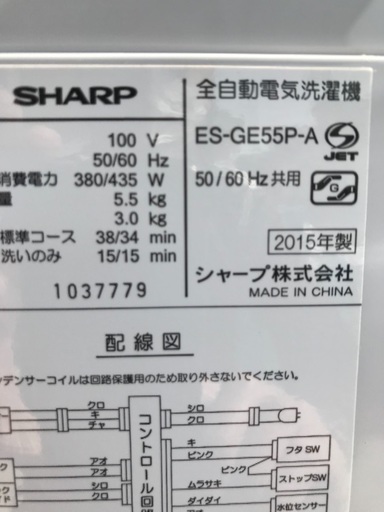 SHARP
全自動電気洗濯機
ES-GE55P-A
JET
100 V
50/60 Hz
消費電力 380/435 W
量 5.5 kg
3.0 kg
標準コース 38/34 min
洗いのみ 15/15 min
50/60 Hz共用
G
2015年製
1037779
シャープ株式会社
MADE IN CHINA
配線図
デンサーコイルは回路保護用のため取り外さないでください。
クロ
キ
チャ
シロ
クロ
コントロール回路
キ
ピンク
フタSW
ピンク
アオ
アオ
ムラサキ
ストップSW
シロ
クロ
ダイダイ
水位センサー
アオ